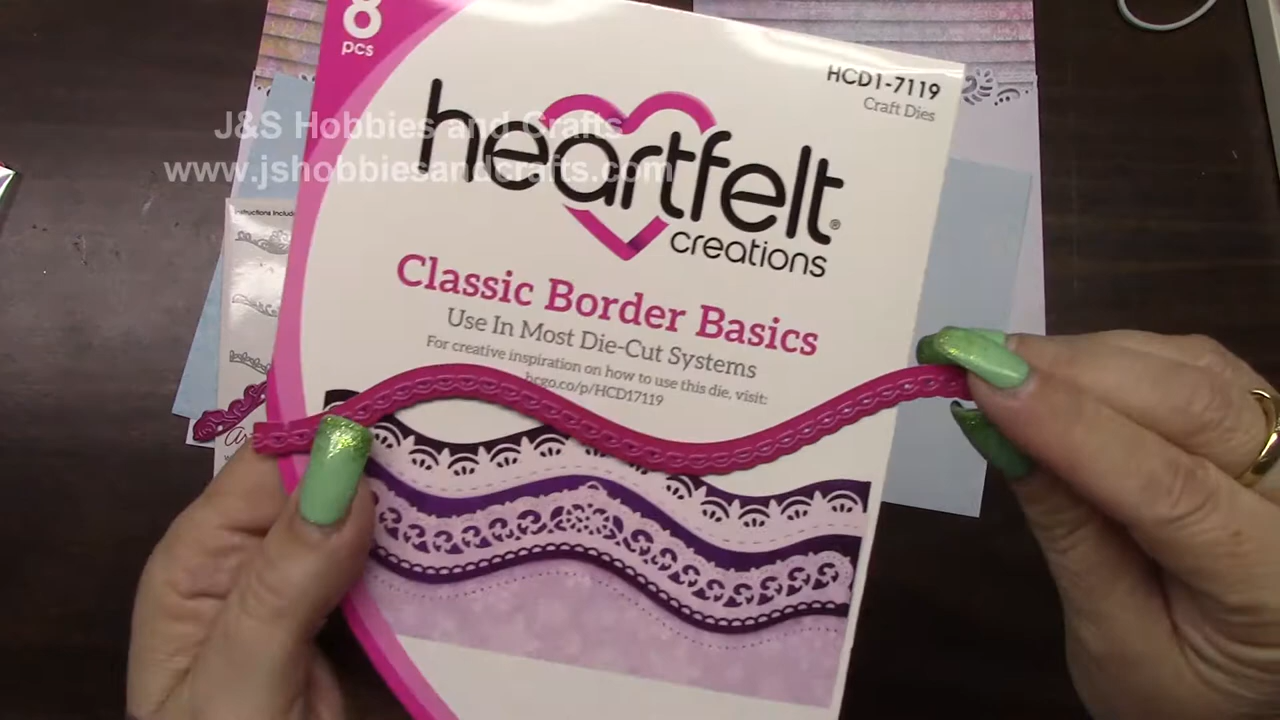 8
pcs
HCD1-7119
Craft Dies
J&S Hobbies and Crafts
www.jshobbiesandcrafts.com
heartfelt®
creations
Classic Border Basics
Use In Most Die-Cut Systems
For creative inspiration on how to use this die, visit:
hcgo.co/p/HCD17119